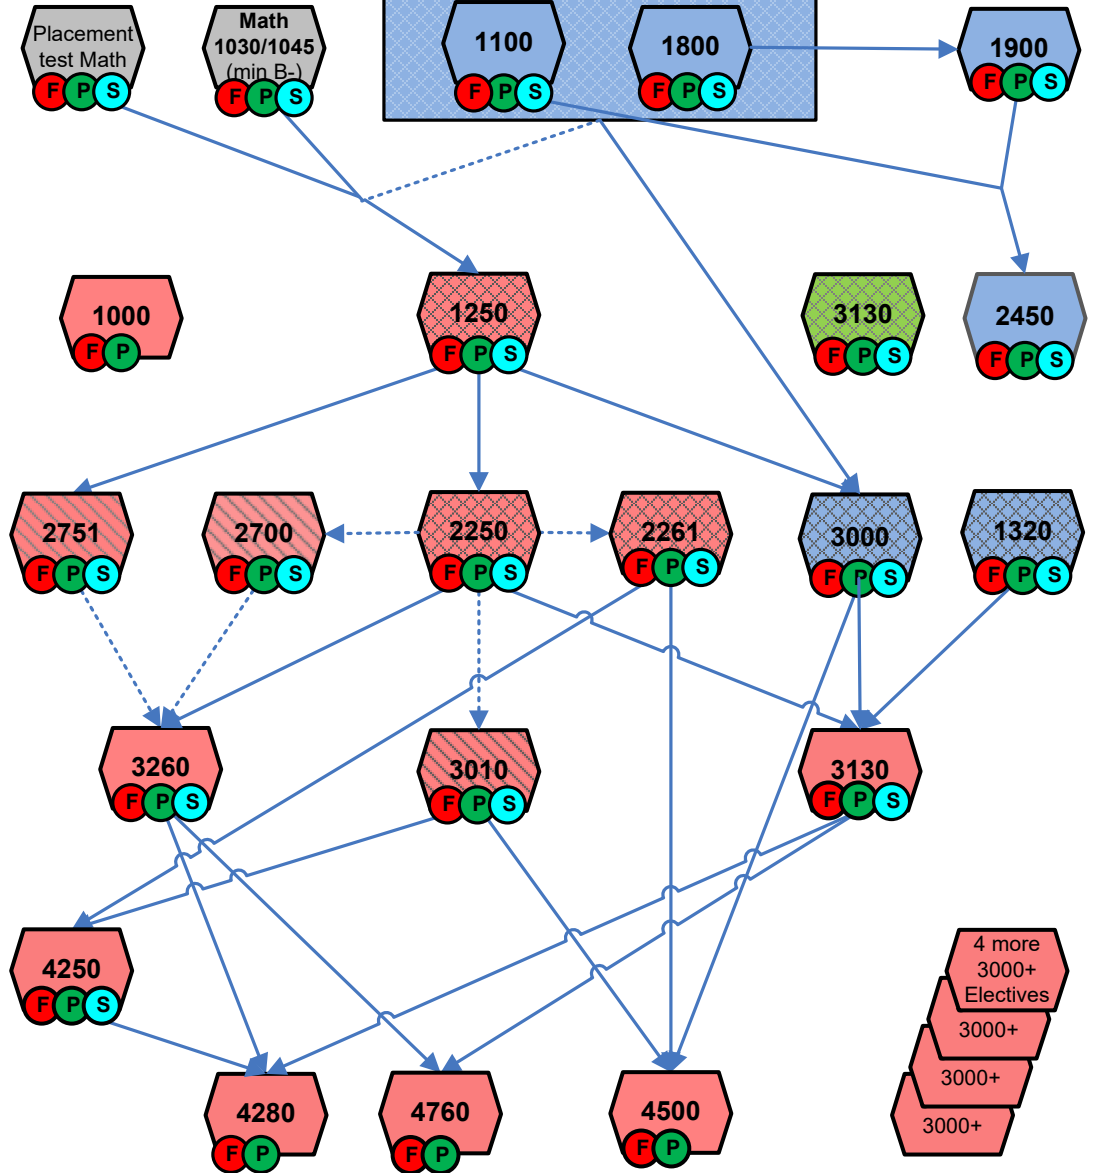 Placement
test Math
F P S
Math
1030/1045
(min B-)
F P S
1100
F P S
1800
F P S
1900
F P S
1000
F P
1250
F P S
3130
F P S
2450
F P S
2751
F P S
2700
F P S
2250
F P S
2261
F P S
3000
F P S
1320
F P S
3260
F P S
3010
F P S
3130
F P S
4250
F P S
4 more
3000+
Electives
3000+
3000+
3000+
4280
F P
4760
F P
4500
F P